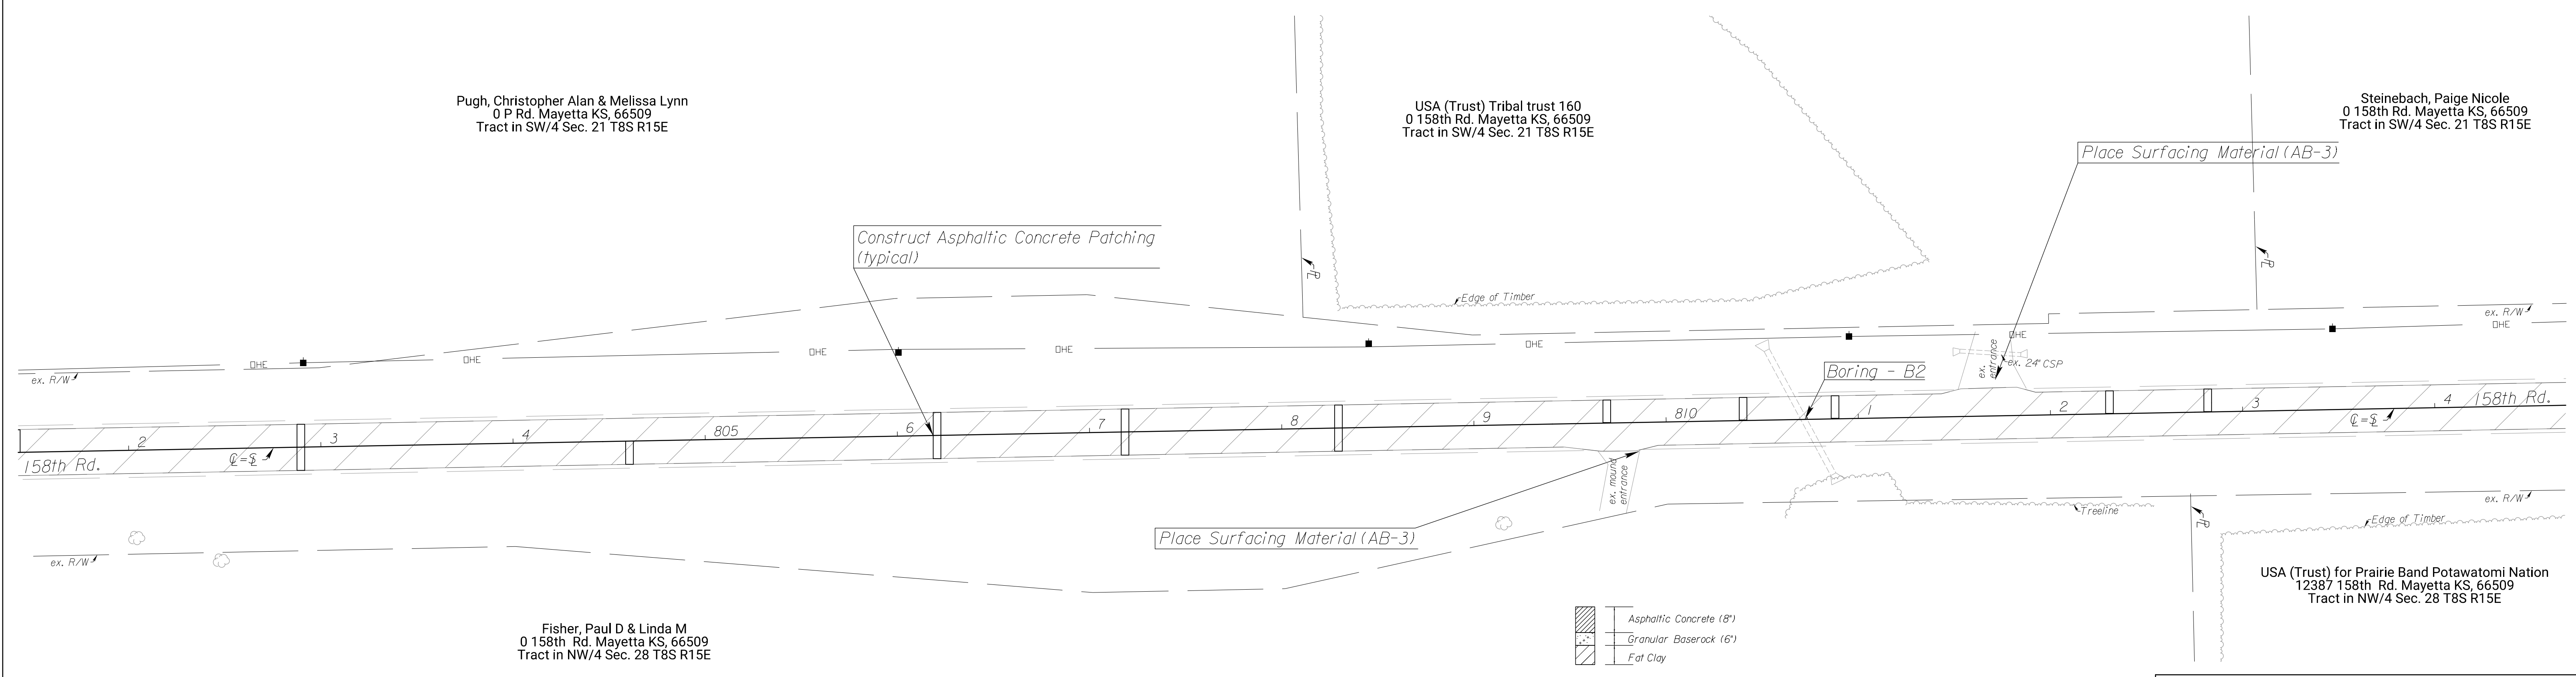 Pugh, Christopher Alan & Melissa Lynn
0 P Rd. Mayetta KS, 66509
Tract in SW/4 Sec. 21 T8S R15E
USA (Trust) Tribal trust 160
0 158th Rd. Mayetta KS, 66509
Tract in SW/4 Sec. 21 T8S R15E
Steinebach, Paige Nicole
0 158th Rd. Mayetta KS, 66509
Tract in SW/4 Sec. 21 T8S R15E
Place Surfacing Material (AB-3)
Construct Asphaltic Concrete Patching
(typical)
PL
PL
Edge of Timber
ex. R/W
OHE
OHE
OHE
OHE
OHE
OHE
OHE
ex. R/W
ex. entrance
ex. 24" CSP
Boring - B2
2
3
4
805
6
7
8
9
810
1
2
3
4
158th Rd.
℄=SL
158th Rd.
℄=SL
ex. mound
entrance
ex. R/W
Treeline
PL
Edge of Timber
Place Surfacing Material (AB-3)
ex. R/W
USA (Trust) for Prairie Band Potawatomi Nation
12387 158th Rd. Mayetta KS, 66509
Tract in NW/4 Sec. 28 T8S R15E
Fisher, Paul D & Linda M
0 158th Rd. Mayetta KS, 66509
Tract in NW/4 Sec. 28 T8S R15E
Asphaltic Concrete (8")
Granular Baserock (6")
Fat Clay